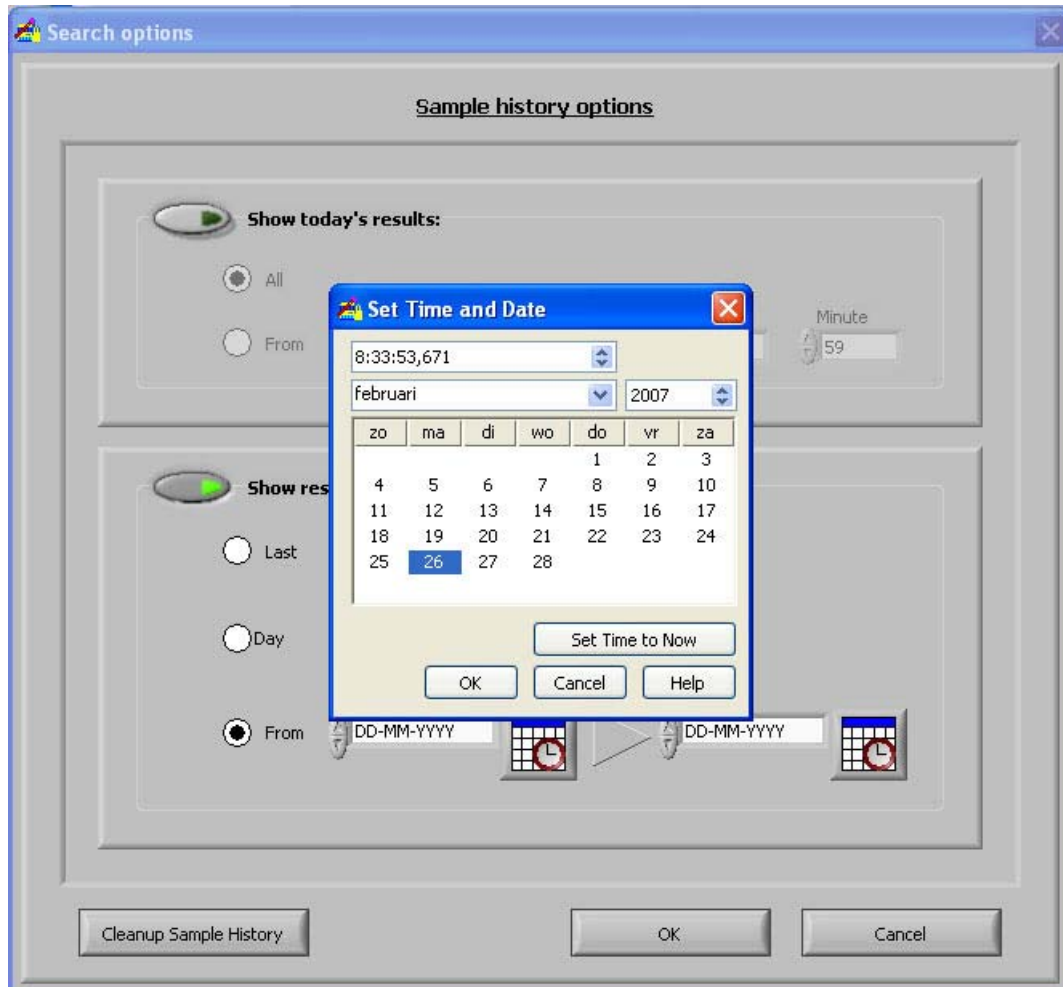 Search options
Sample history options
Show today's results:
All
From
Minute
59
Set Time and Date
8:33:53,671
februari 2007
zo ma di wo do vr za
1 2 3
4 5 6 7 8 9 10
11 12 13 14 15 16 17
18 19 20 21 22 23 24
25 26 27 28
Set Time to Now
OK Cancel Help
Show res
Last
Day
From DD-MM-YYYY DD-MM-YYYY
Cleanup Sample History OK Cancel